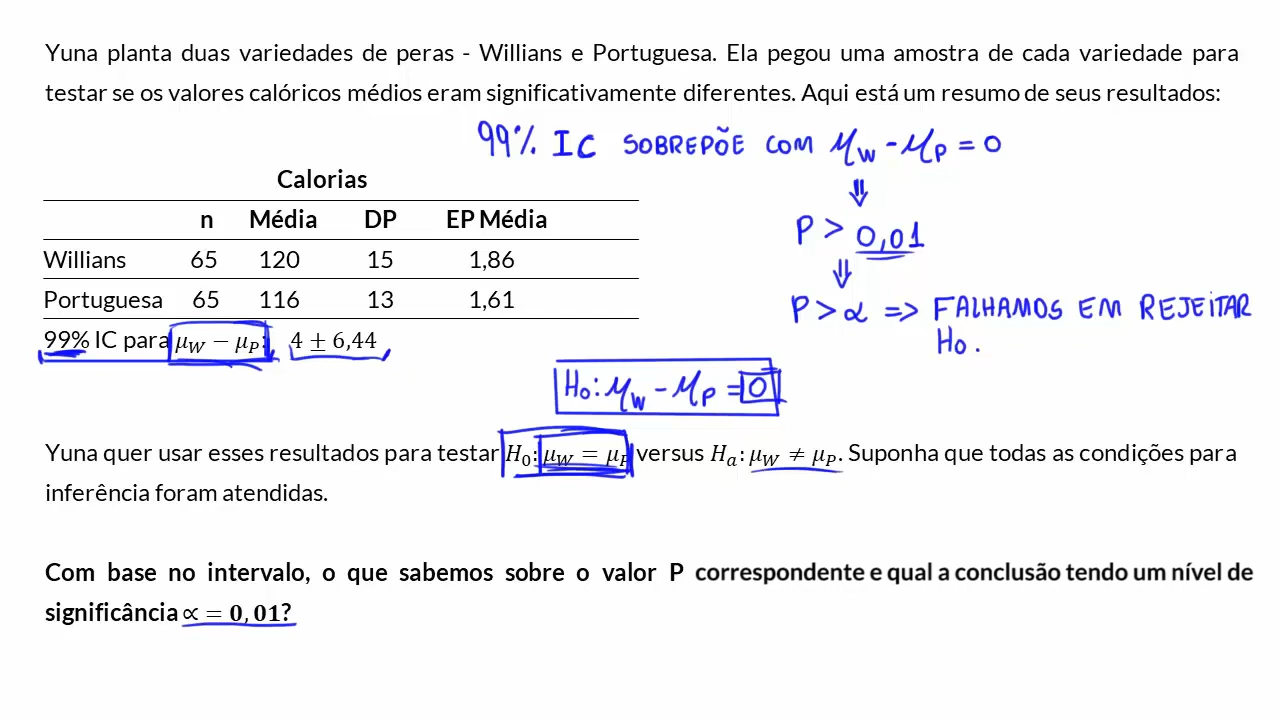 Yuna planta duas variedades de peras - Willians e Portuguesa. Ela pegou uma amostra de cada variedade para
testar se os valores calóricos médios eram significativamente diferentes. Aqui está um resumo de seus resultados:
99% IC SOBREPÕE COM μW - μP = 0
⇓
P > 0,01
⇓
P > α => FALHAMOS EM REJEITAR
H0.
Calorias
n Média DP EP Média
Willians 65 120 15 1,86
Portuguesa 65 116 13 1,61
99% IC para μW − μP: 4 ± 6,44
H0: μW - μP = 0
Yuna quer usar esses resultados para testar H0: μW = μP versus Ha: μW ≠ μP. Suponha que todas as condições para
inferência foram atendidas.
Com base no intervalo, o que sabemos sobre o valor P correspondente e qual a conclusão tendo um nível de
significância ∝ = 0,01?